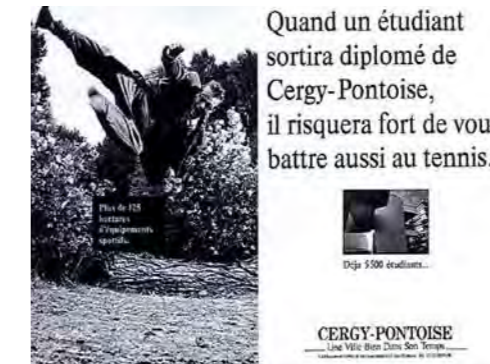 Quand un étudiant
sortira diplomé de
Cergy-Pontoise,
il risquera fort de vou
battre aussi au tennis.
Plus de 125
hectares
d'équipements
sportifs.
Déjà 5500 étudiants...
CERGY-PONTOISE
Une Ville Bien Dans Son Temps